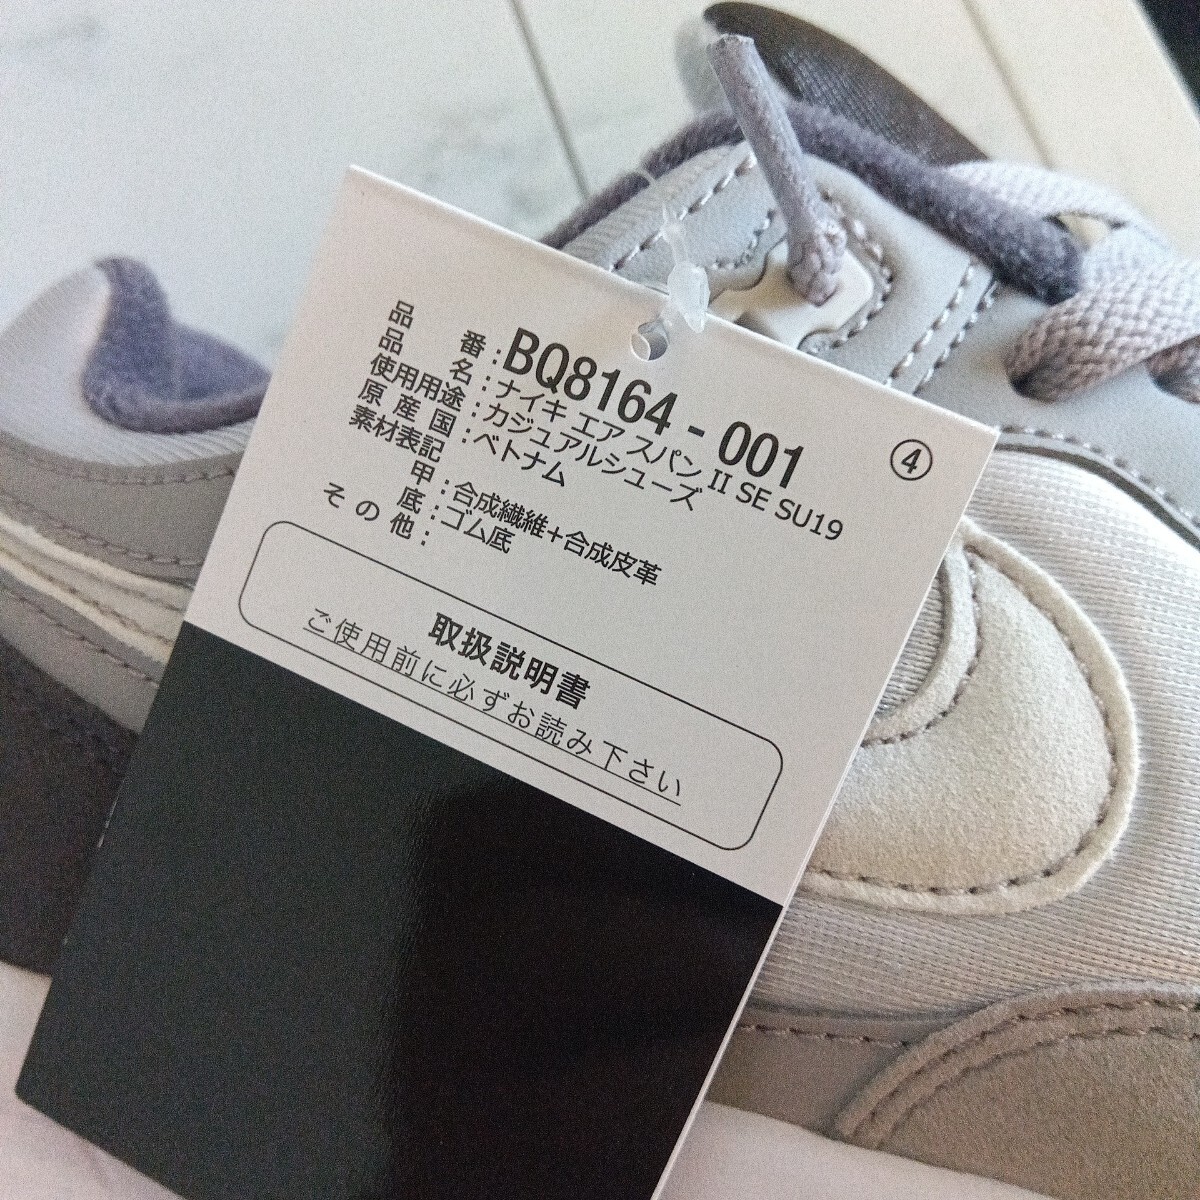 品番:BQ8164-001
④
品名:ナイキ エア スパン II SE SU19
使用用途:カジュアルシューズ
原産国:ベトナム
素材表記
甲:合成繊維+合成皮革
底:ゴム底
その他:
取扱説明書
ご使用前に必ずお読み下さい